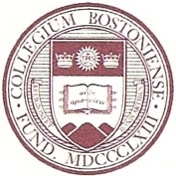 COLLEGIUM BOSTONIENSE
FUND. MDCCCLXIII